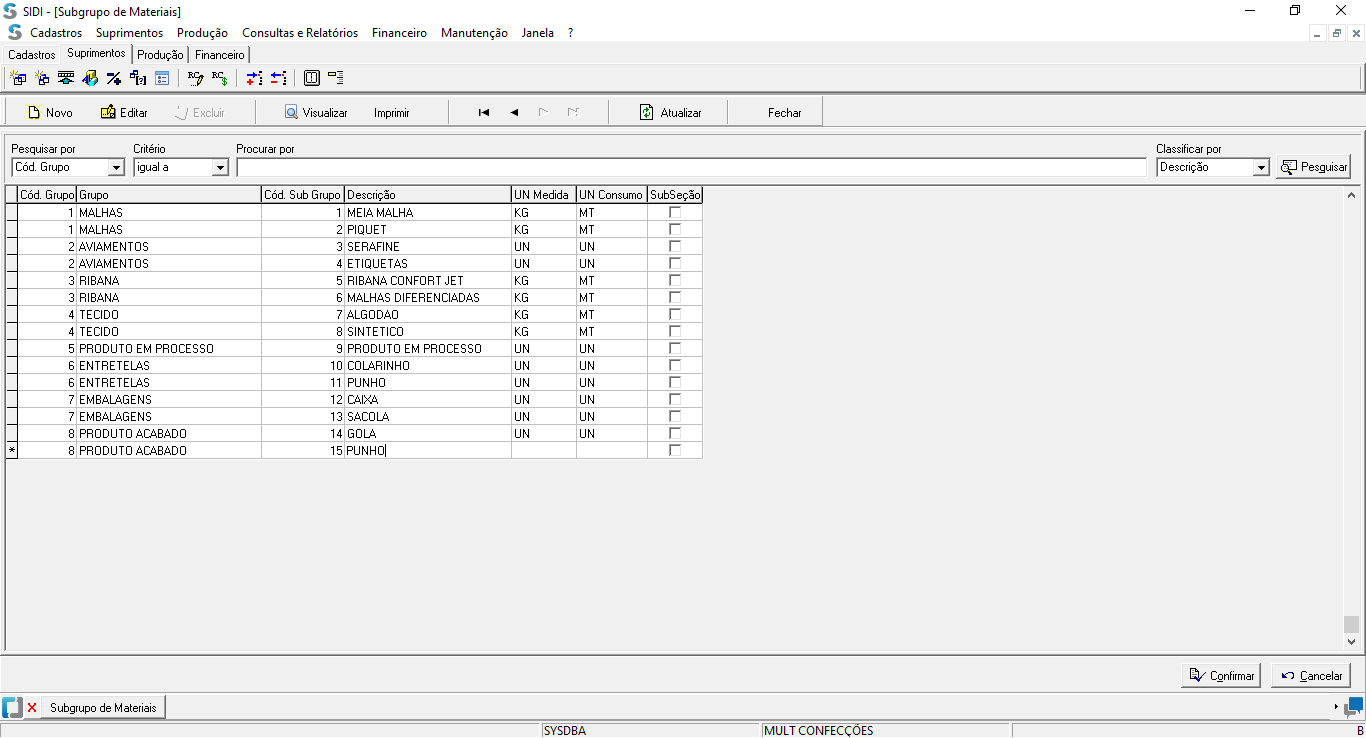 SIDI - [Subgrupo de Materiais]
Cadastros Suprimentos Produção Consultas e Relatórios Financeiro Manutenção Janela ?
Cadastros Suprimentos Produção Financeiro
Novo Editar Excluir Visualizar Imprimir Atualizar Fechar
Pesquisar por Critério Procurar por Classificar por
Cód. Grupo igual a Descrição Pesquisar
Cód. Grupo Grupo Cód. Sub Grupo Descrição UN Medida UN Consumo SubSeção
1 MALHAS 1 MEIA MALHA KG MT
1 MALHAS 2 PIQUET KG MT
2 AVIAMENTOS 3 SERAFINE UN UN
2 AVIAMENTOS 4 ETIQUETAS UN UN
3 RIBANA 5 RIBANA CONFORT JET KG MT
3 RIBANA 6 MALHAS DIFERENCIADAS KG MT
4 TECIDO 7 ALGODAO KG MT
4 TECIDO 8 SINTETICO KG MT
5 PRODUTO EM PROCESSO 9 PRODUTO EM PROCESSO UN UN
6 ENTRETELAS 10 COLARINHO UN UN
6 ENTRETELAS 11 PUNHO UN UN
7 EMBALAGENS 12 CAIXA UN UN
7 EMBALAGENS 13 SACOLA UN UN
8 PRODUTO ACABADO 14 GOLA UN UN
* 8 PRODUTO ACABADO 15 PUNHO
Confirmar Cancelar
Subgrupo de Materiais
SYSDBA MULT CONFECÇÕES B